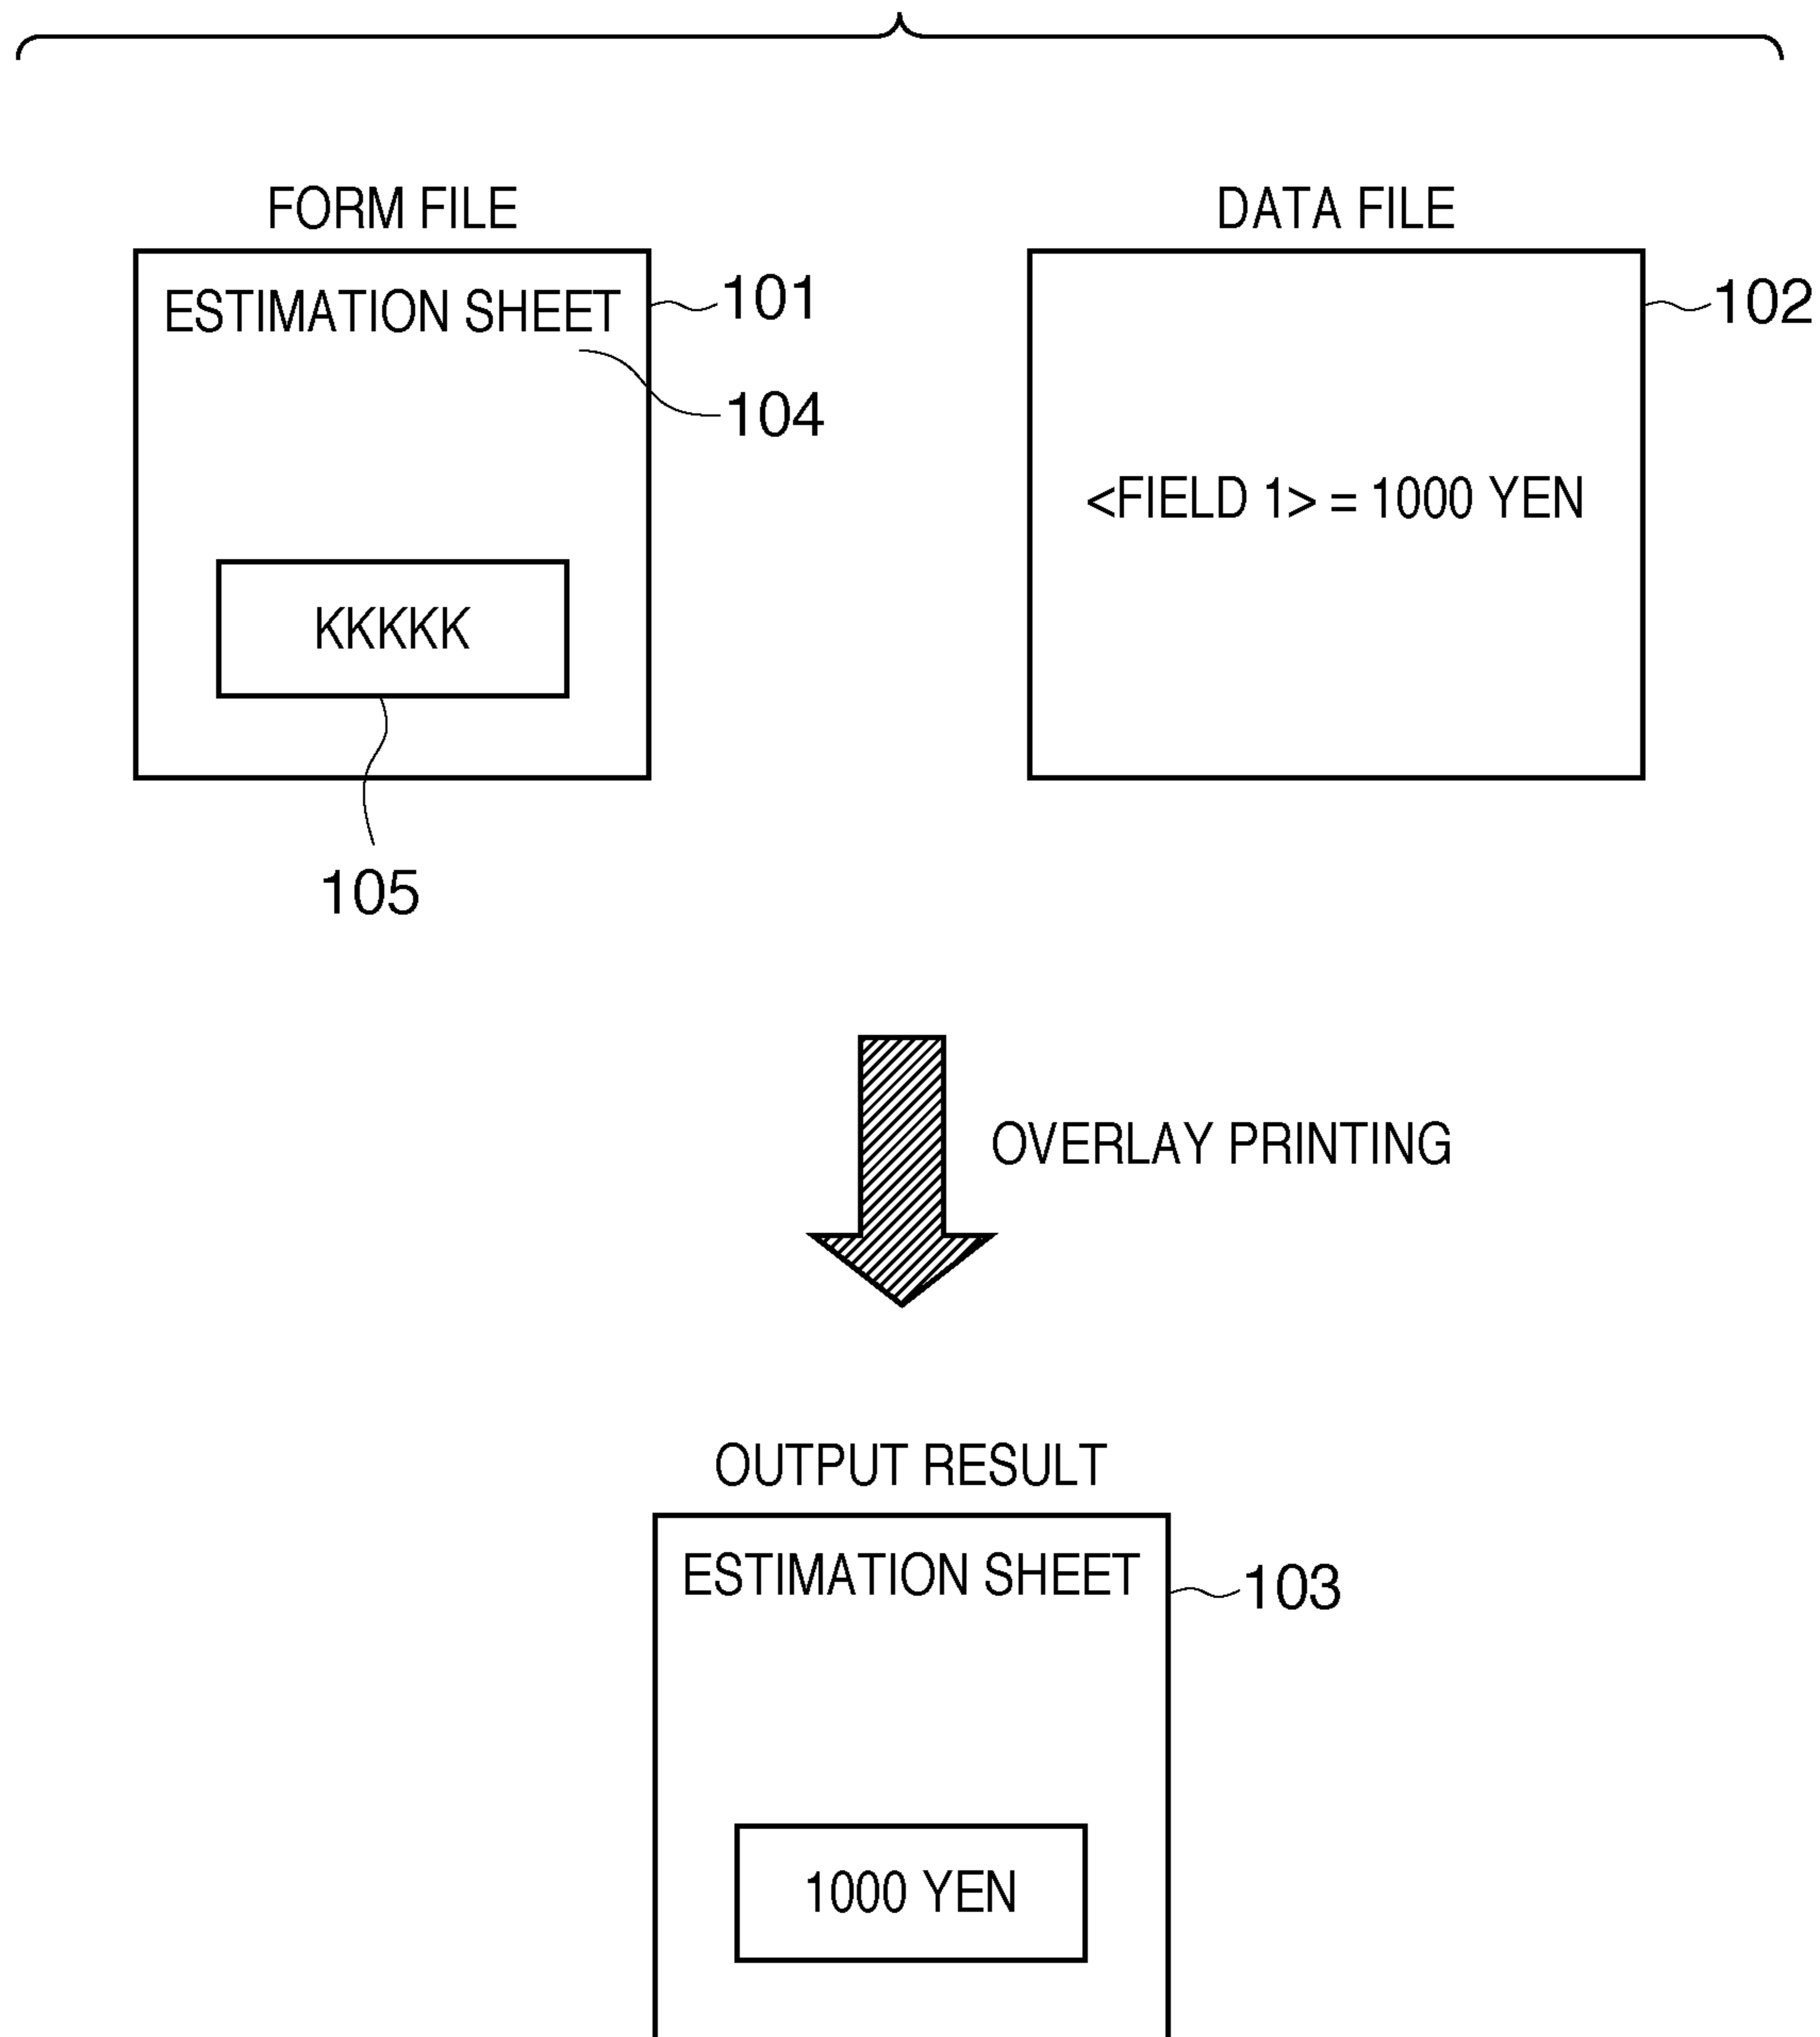 FORM FILE
ESTIMATION SHEET
101
104
KKKKK
105
DATA FILE
102
<FIELD 1> = 1000 YEN
OVERLAY PRINTING
OUTPUT RESULT
ESTIMATION SHEET
103
1000 YEN